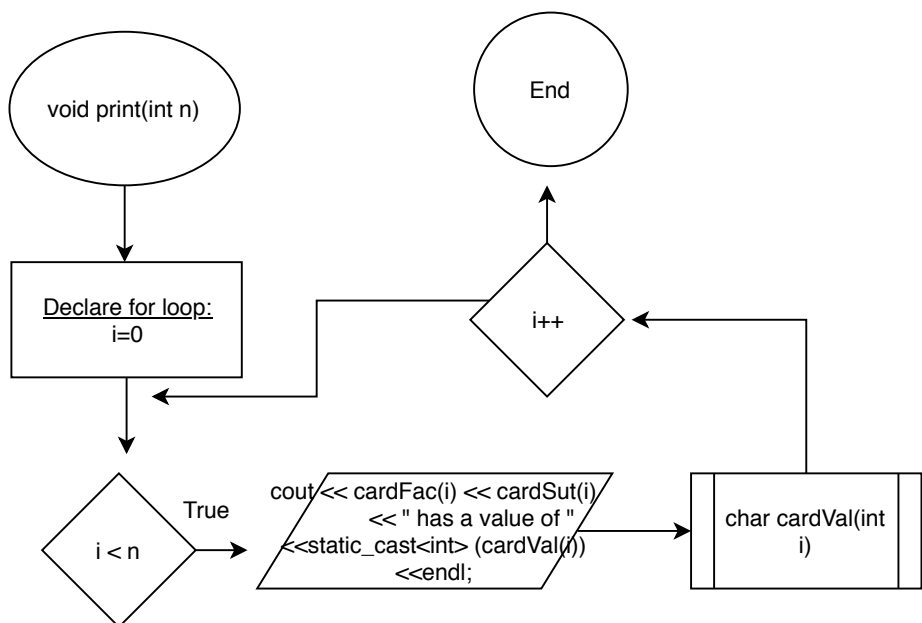 void print(int n)
End
Declare for loop:
i=0
i++
True
i < n
cout << cardFac(i) << cardSut(i)
<< " has a value of "
<<static_cast<int> (cardVal(i))
<<endl;
char cardVal(int
i)